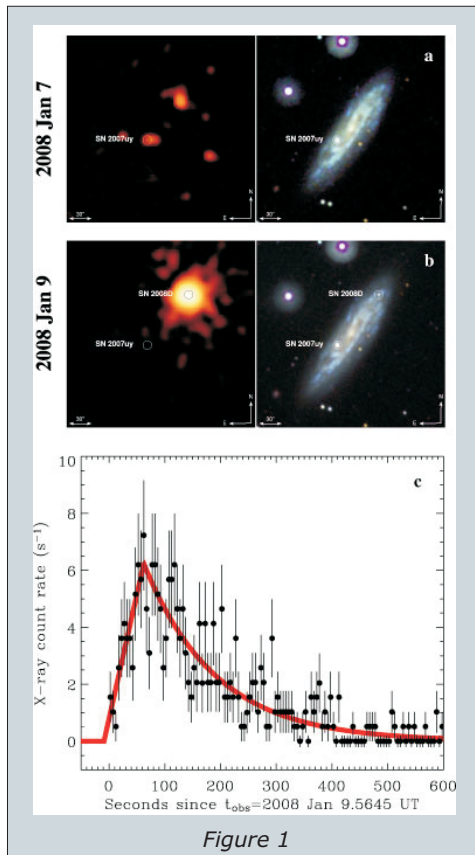 2008 Jan 7
a
SN 2007uy
30"
E
N
30"
E
N
SN 2007uy
2008 Jan 9
b
SN 2008D
SN 2008D
SN 2007uy
SN 2007uy
30"
E
N
30"
E
N
c
X-ray count rate (s⁻¹)
10
8
6
4
2
0
0 100 200 300 400 500 600
Seconds since t_obs=2008 Jan 9.5645 UT
Figure 1